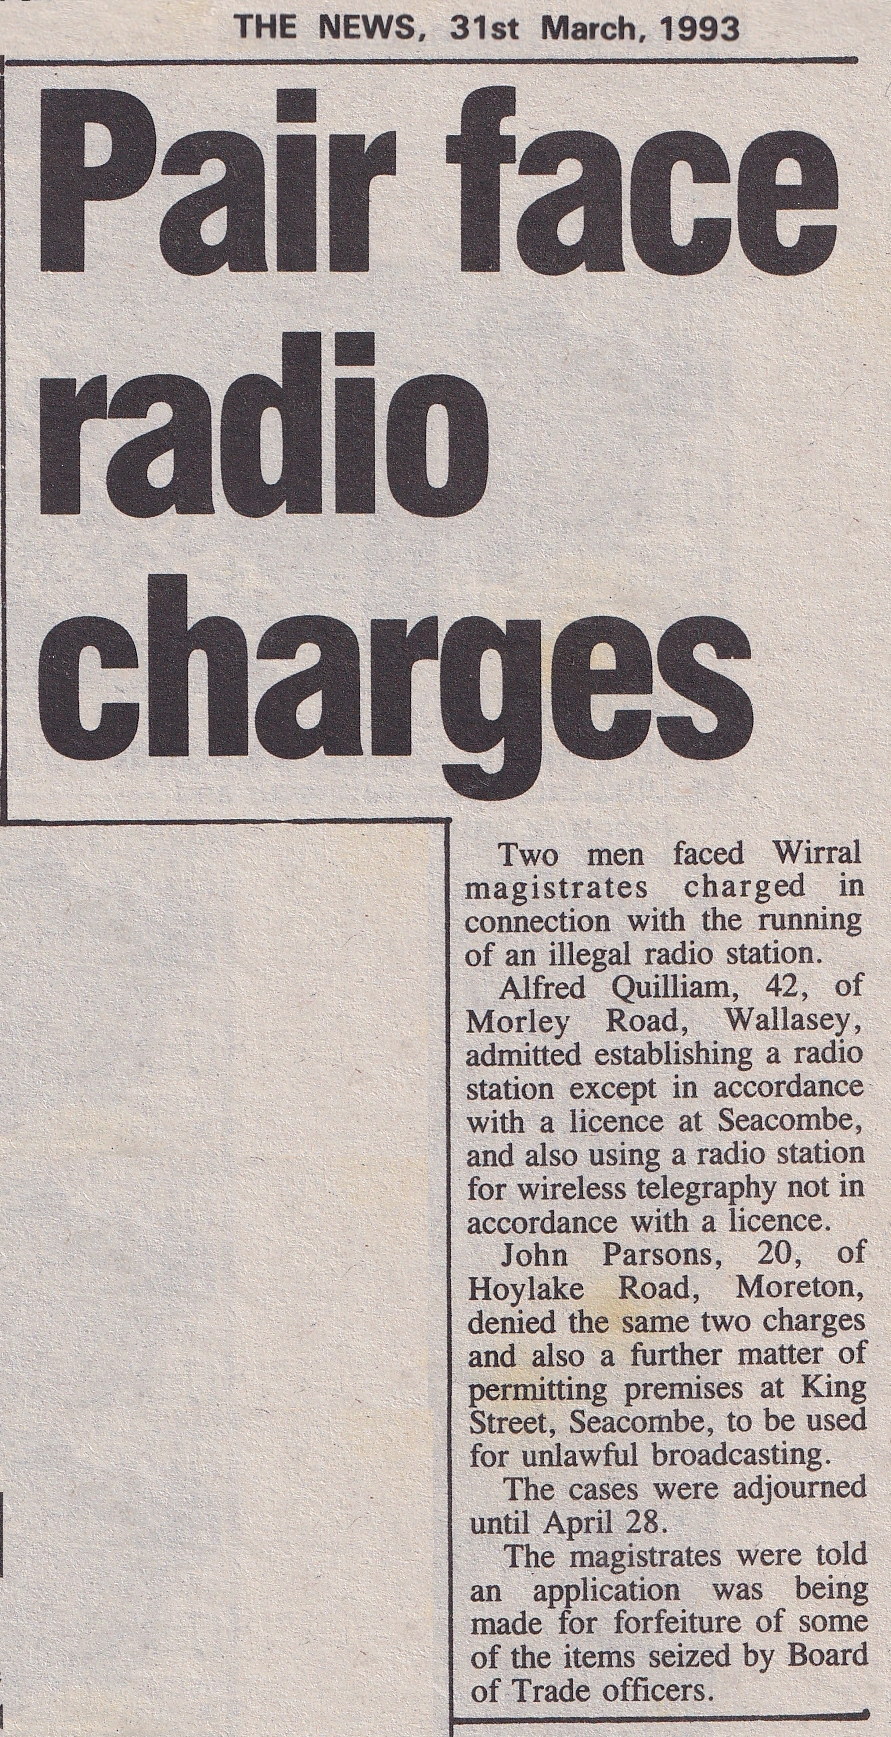 THE NEWS, 31st March, 1993
Pair face
radio
charges
Two men faced Wirral
magistrates charged in
connection with the running
of an illegal radio station.
Alfred Quilliam, 42, of
Morley Road, Wallasey,
admitted establishing a radio
station except in accordance
with a licence at Seacombe,
and also using a radio station
for wireless telegraphy not in
accordance with a licence.
John Parsons, 20, of
Hoylake Road, Moreton,
denied the same two charges
and also a further matter of
permitting premises at King
Street, Seacombe, to be used
for unlawful broadcasting.
The cases were adjourned
until April 28.
The magistrates were told
an application was being
made for forfeiture of some
of the items seized by Board
of Trade officers.